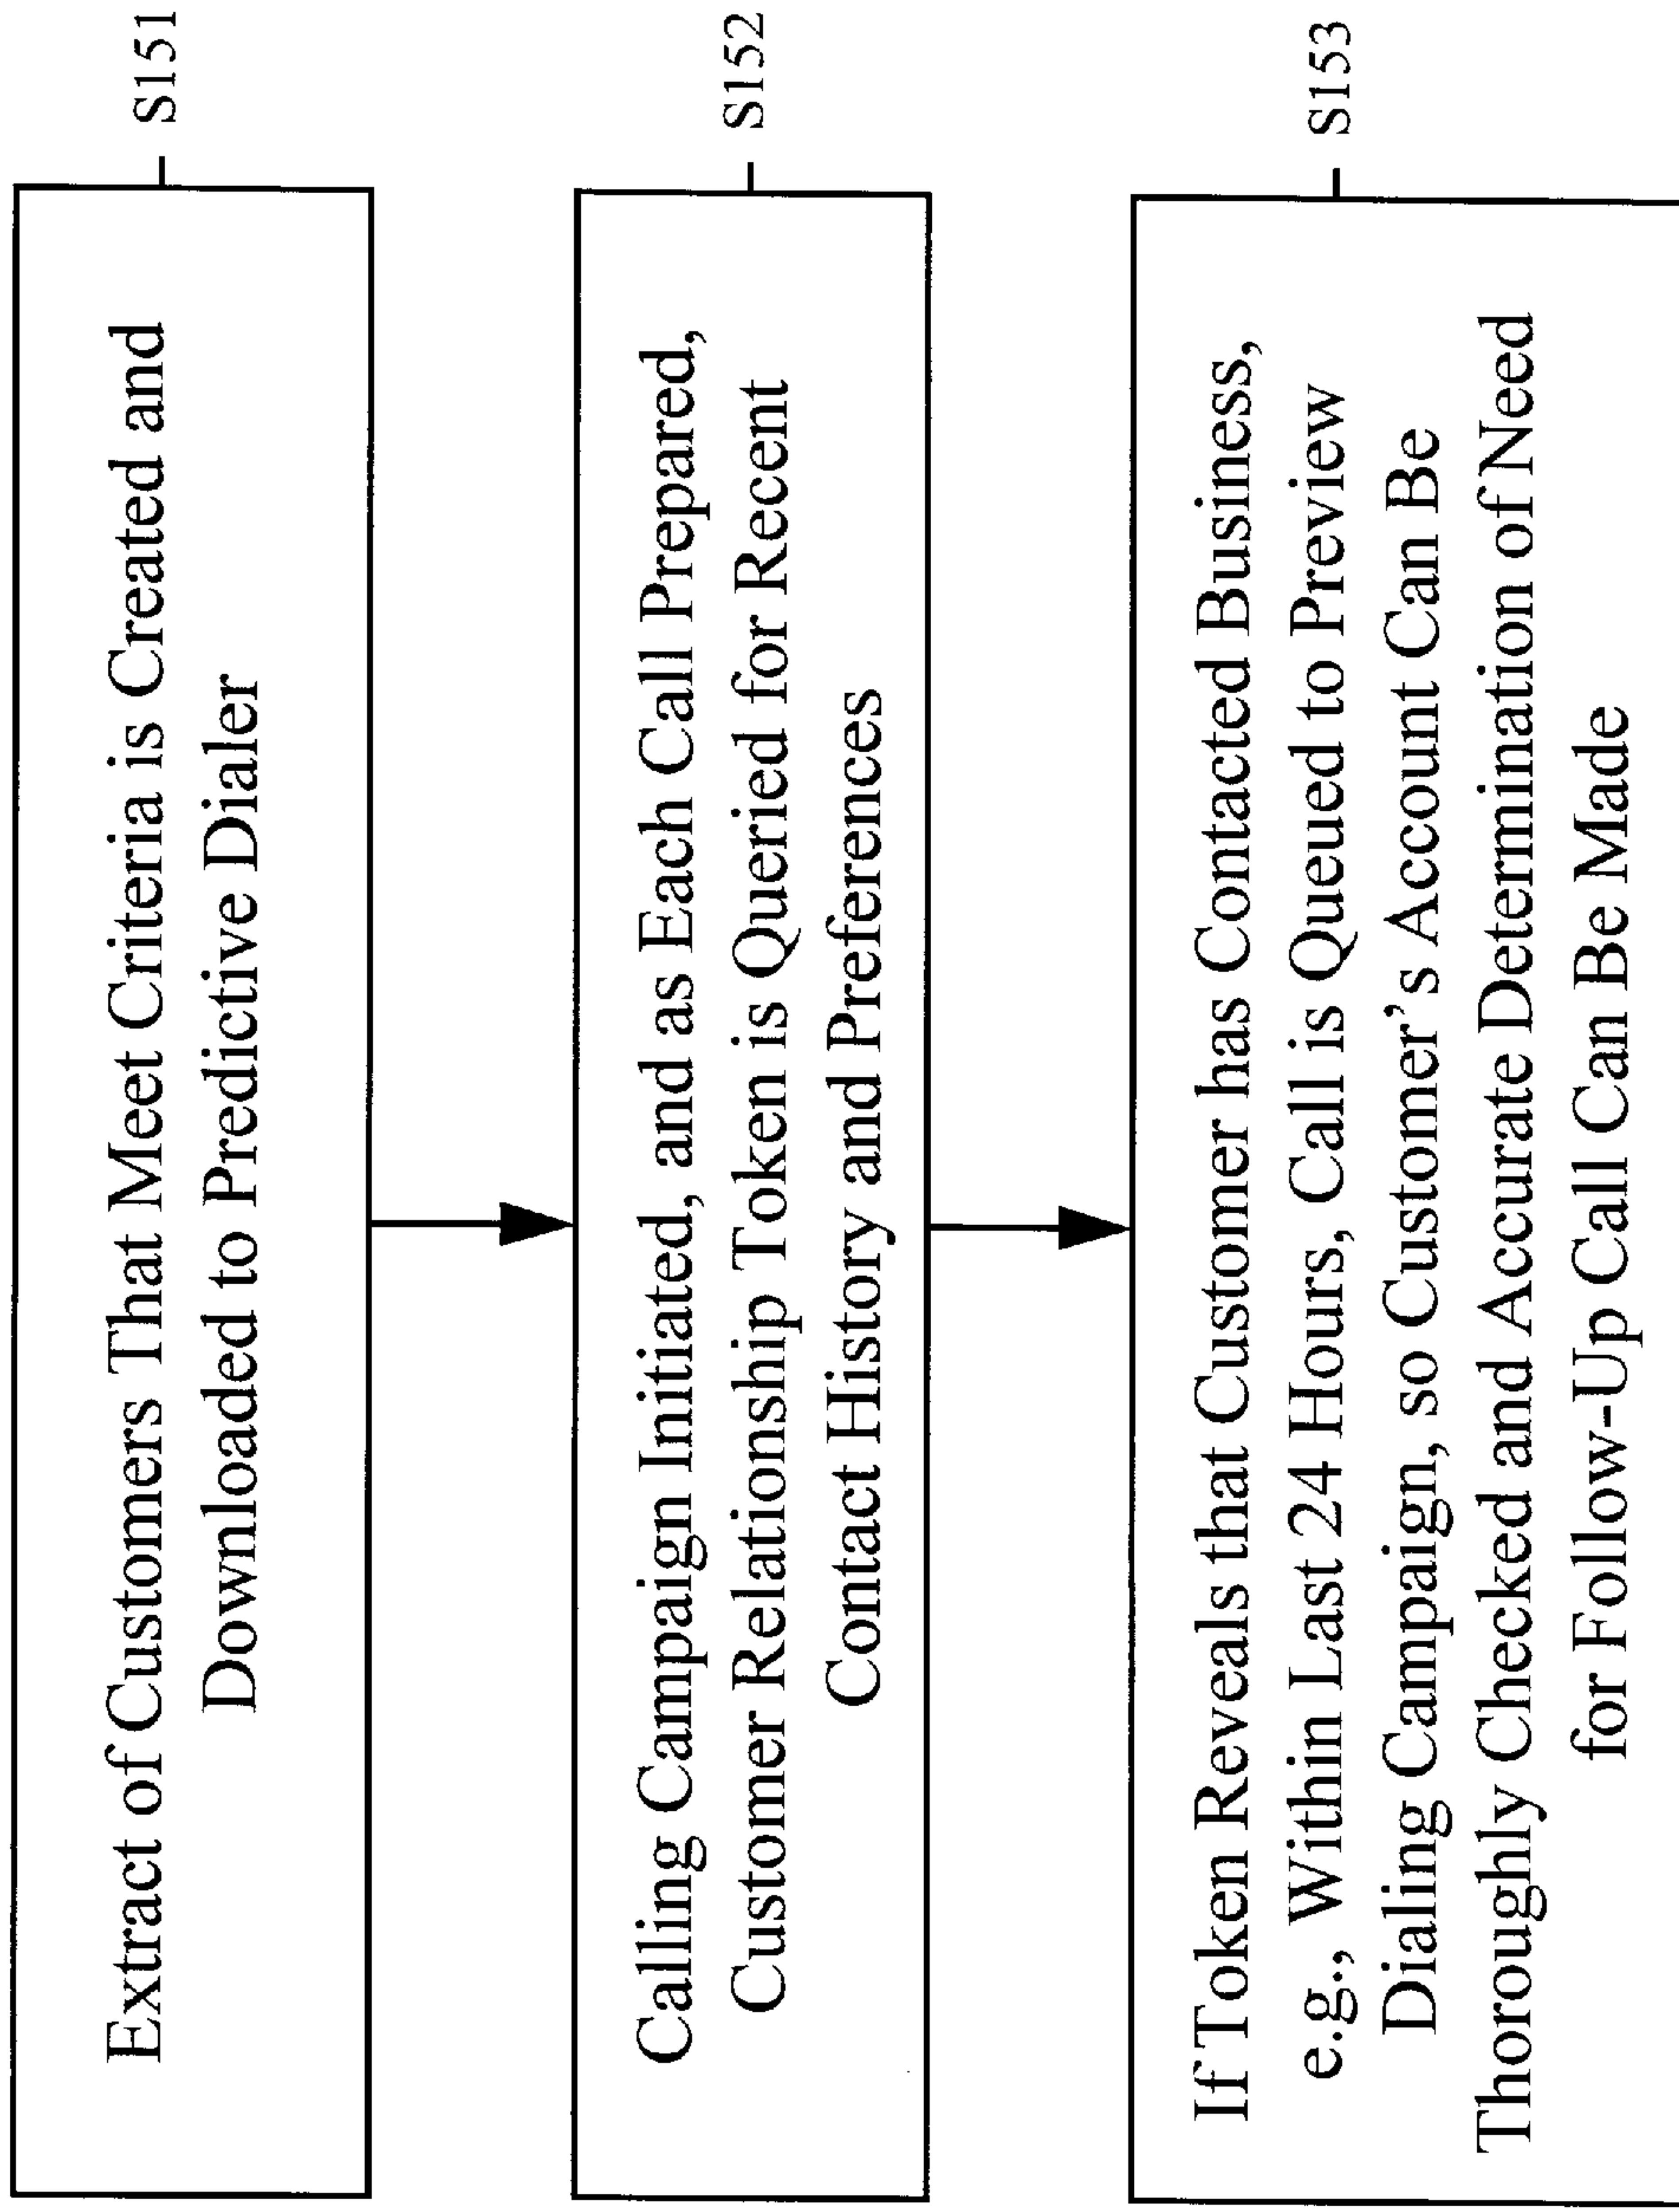 Extract of Customers That Meet Criteria is Created and
Downloaded to Predictive Dialer
S151
Calling Campaign Initiated, and as Each Call Prepared,
Customer Relationship Token is Queried for Recent
Contact History and Preferences
S152
If Token Reveals that Customer has Contacted Business,
e.g., Within Last 24 Hours, Call is Queued to Preview
Dialing Campaign, so Customer's Account Can Be
Thoroughly Checked and Accurate Determination of Need
for Follow-Up Call Can Be Made
S153